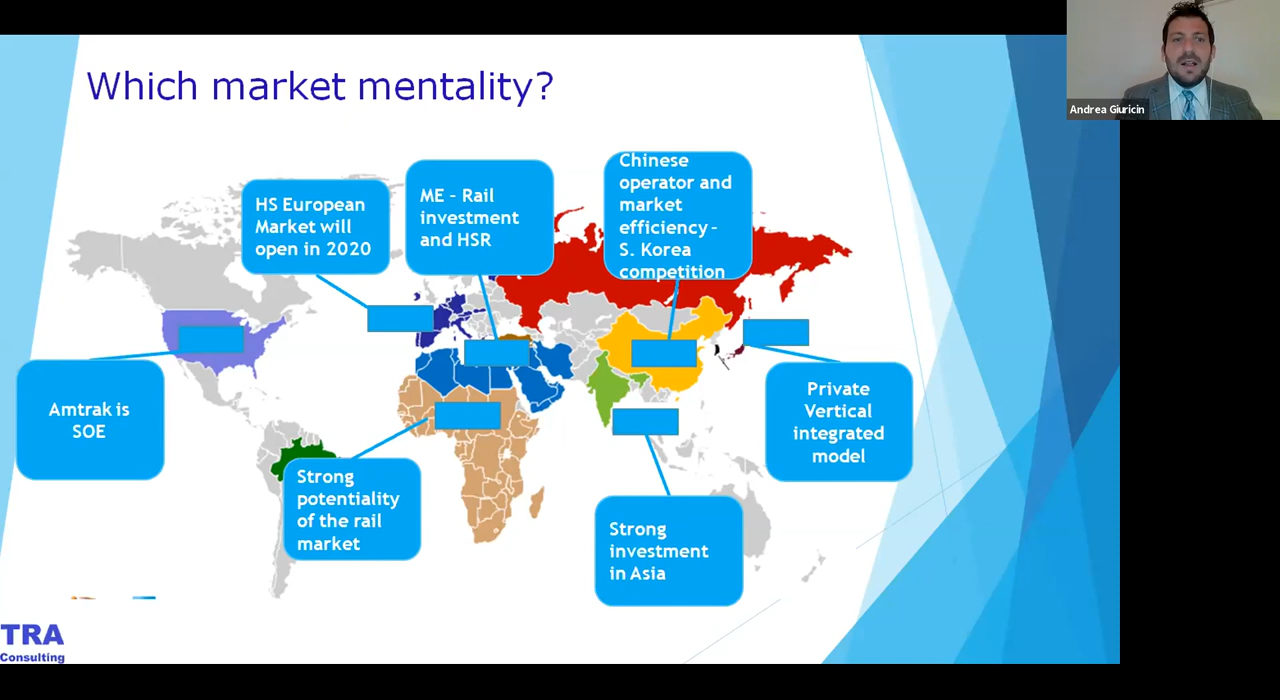 Which market mentality?
Andrea Giuricin
HS European
Market will
open in 2020
ME – Rail
investment
and HSR
Chinese
operator and
market
efficiency –
S. Korea
competition
Amtrak is
SOE
Strong
potentiality
of the rail
market
Strong
investment
in Asia
Private
Vertical
integrated
model
TRA
Consulting